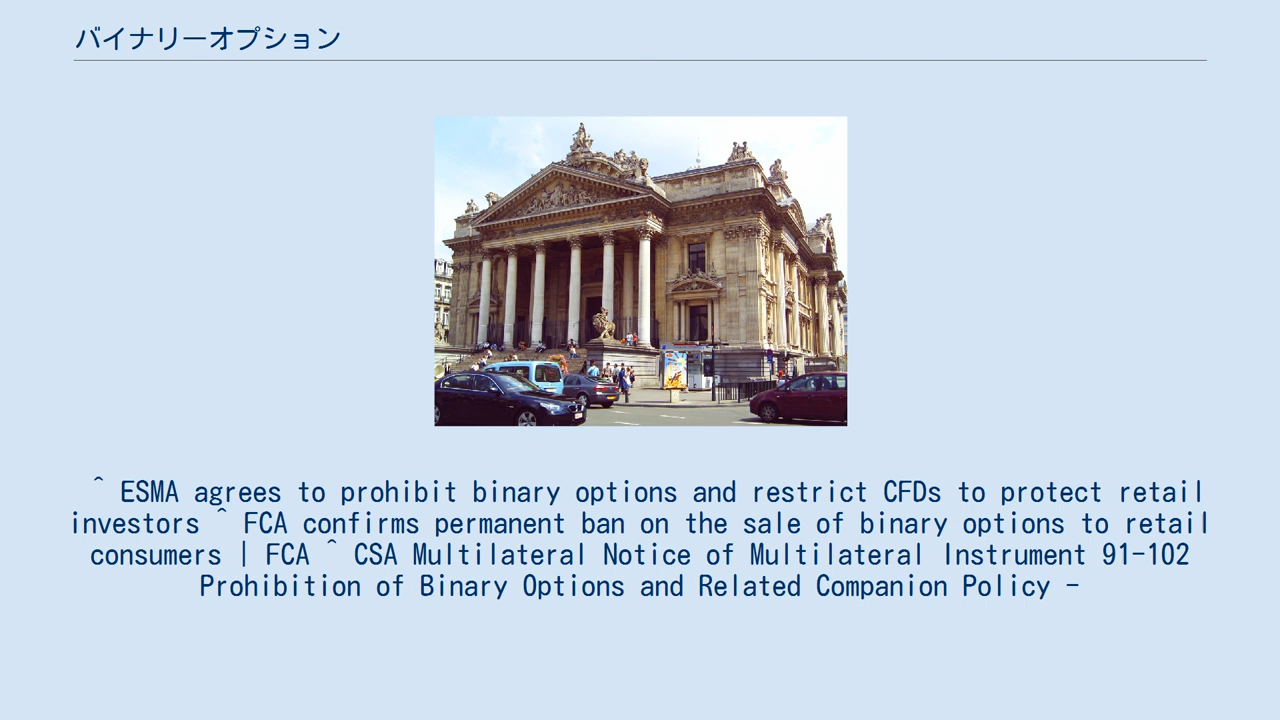 バイナリーオプション
^ ESMA agrees to prohibit binary options and restrict CFDs to protect retail
investors ^ FCA confirms permanent ban on the sale of binary options to retail
consumers | FCA ^ CSA Multilateral Notice of Multilateral Instrument 91-102
Prohibition of Binary Options and Related Companion Policy -